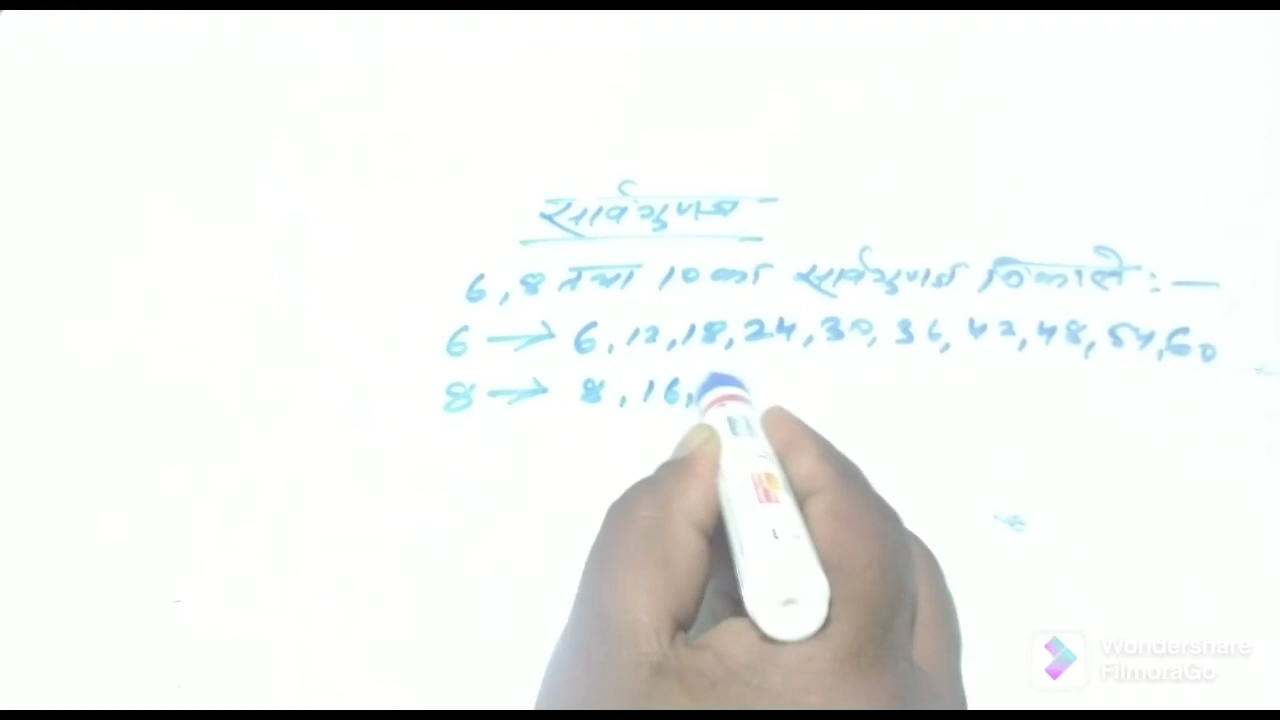 सार्वगुणज
6, 8 तथा 10 का सार्वगुणज निकाले :—
6 → 6, 12, 18, 24, 30, 36, 42, 48, 54, 60
8 → 8, 16,
Wondershare
FilmoraGo